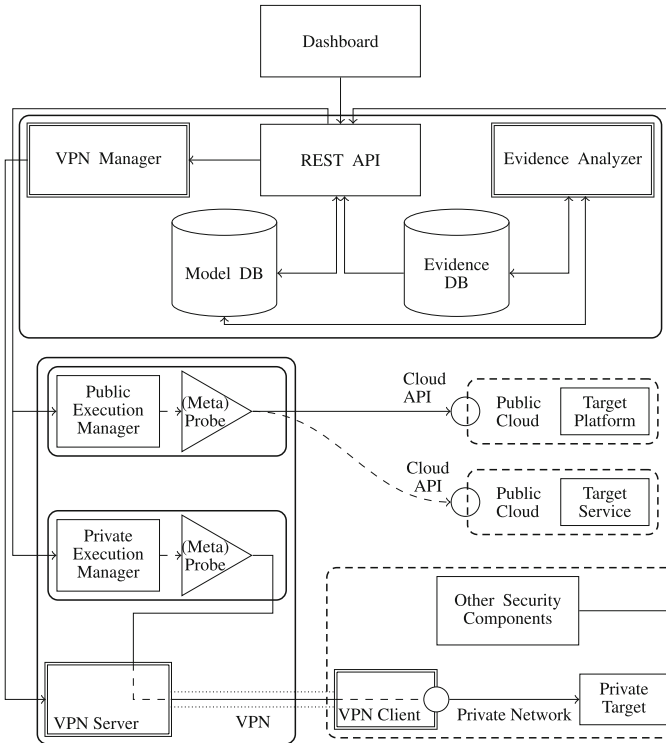 Dashboard
VPN Manager
REST API
Evidence Analyzer
Model DB
Evidence
DB
Public
Execution
Manager
(Meta)
Probe
Cloud
API
Public
Cloud
Target
Platform
Cloud
API
Public
Cloud
Target
Service
Private
Execution
Manager
(Meta)
Probe
Other Security
Components
VPN Server
VPN
VPN Client
Private Network
Private
Target